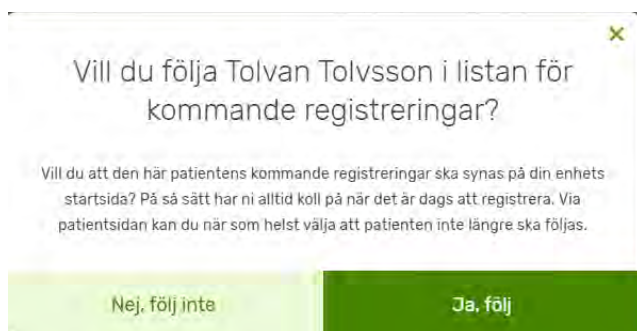 Vill du följa Tolvan Tolvsson i listan för
kommande registreringar?
Vill du att den här patientens kommande registreringar ska synas på din enhets
startsida? På så sätt har ni alltid koll på när det är dags att registrera. Via
patientsidan kan du när som helst välja att patienten inte längre ska följas.
Nej, följ inte
Ja, följ